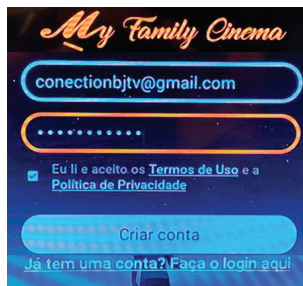 My Family Cinema
conectionbjtv@gmail.com
•••••••••••
Eu li e aceito os Termos de Uso e a
Política de Privacidade
Criar conta
Já tem uma conta? Faça o login aqui